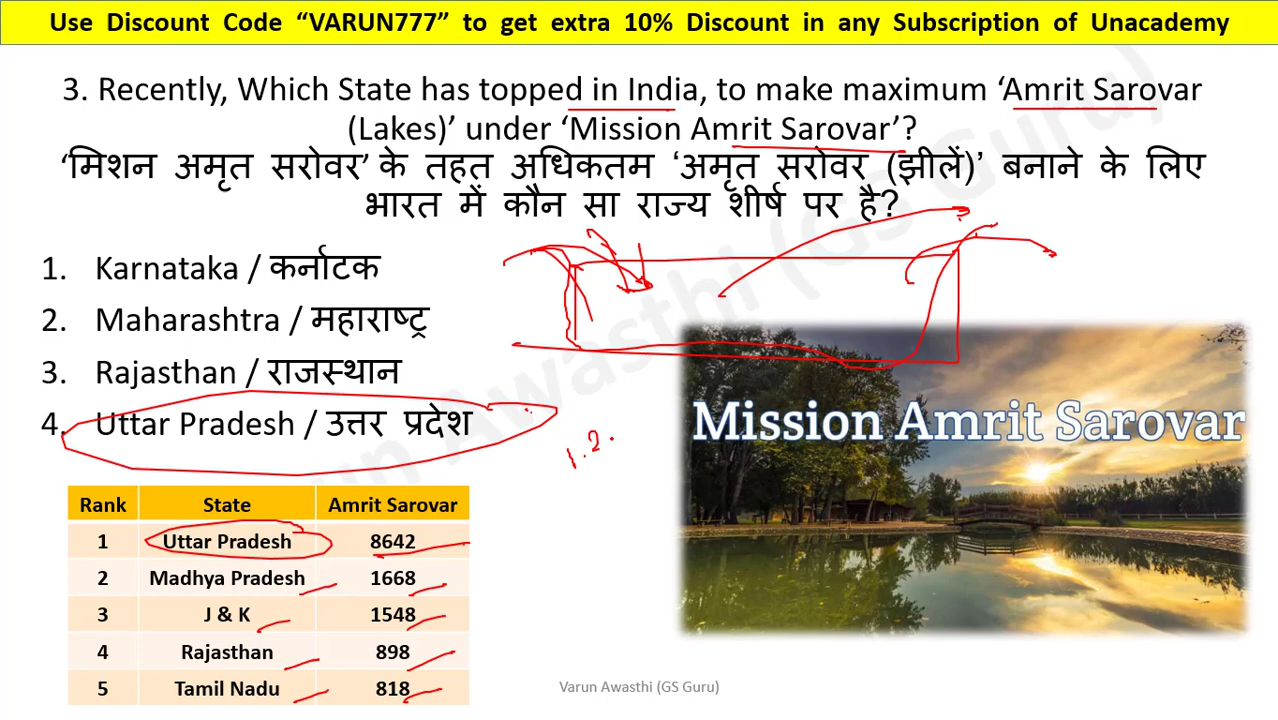 Use Discount Code “VARUN777” to get extra 10% Discount in any Subscription of Unacademy
3. Recently, Which State has topped in India, to make maximum ‘Amrit Sarovar
(Lakes)’ under ‘Mission Amrit Sarovar’?
‘मिशन अमृत सरोवर’ के तहत अधिकतम ‘अमृत सरोवर (झीलें)’ बनाने के लिए
भारत में कौन सा राज्य शीर्ष पर है?
1. Karnataka / कर्नाटक
2. Maharashtra / महाराष्ट्र
3. Rajasthan / राजस्थान
4. Uttar Pradesh / उत्तर प्रदेश
1.2.
Mission Amrit Sarovar
Rank State Amrit Sarovar
1 Uttar Pradesh 8642
2 Madhya Pradesh 1668
3 J & K 1548
4 Rajasthan 898
5 Tamil Nadu 818
Varun Awasthi (GS Guru)